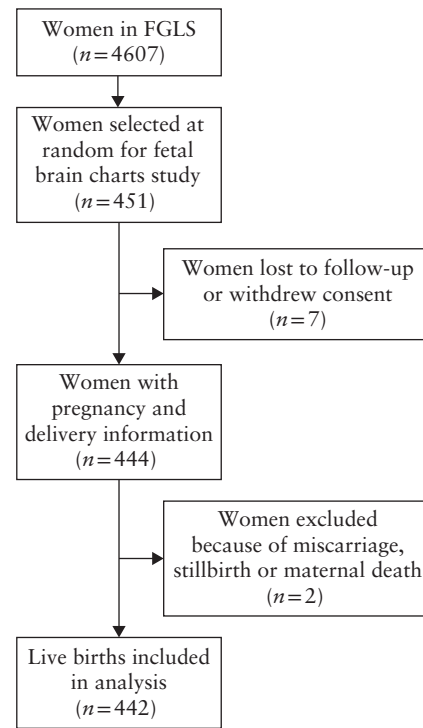 Women in FGLS
(n=4607)
Women selected at
random for fetal
brain charts study
(n=451)
Women lost to follow-up
or withdrew consent
(n=7)
Women with
pregnancy and
delivery information
(n=444)
Women excluded
because of miscarriage,
stillbirth or maternal death
(n=2)
Live births included
in analysis
(n=442)